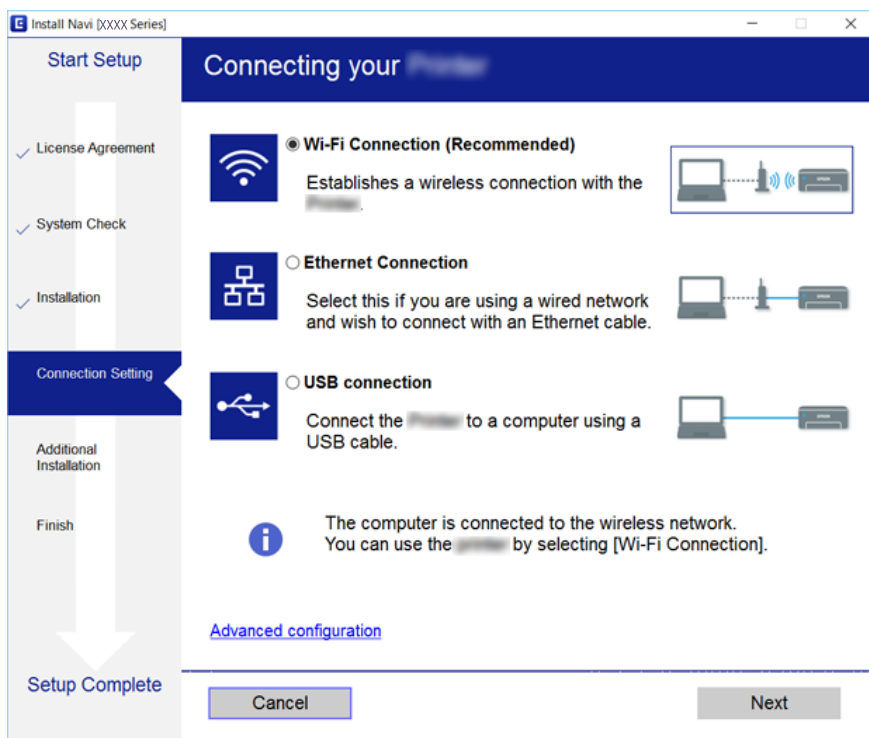 Install Navi [XXXX Series]
Start Setup
License Agreement
System Check
Installation
Connection Setting
Additional
Installation
Finish
Setup Complete
Connecting your
Wi-Fi Connection (Recommended)
Establishes a wireless connection with the
.
Ethernet Connection
Select this if you are using a wired network
and wish to connect with an Ethernet cable.
USB connection
Connect the to a computer using a
USB cable.
The computer is connected to the wireless network.
You can use the by selecting [Wi-Fi Connection].
Advanced configuration
Cancel
Next